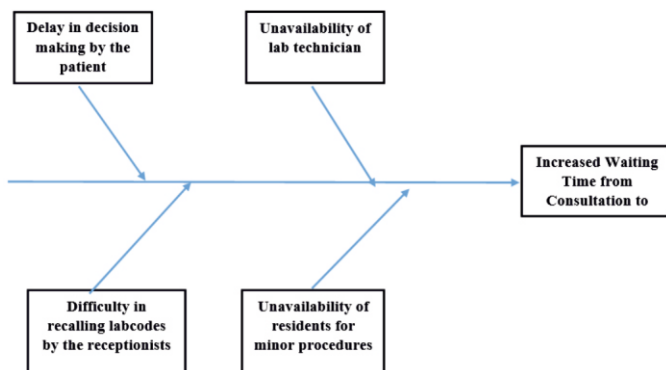 Delay in decision
making by the
patient
Unavailability of
lab technician
Increased Waiting
Time from
Consultation to
Difficulty in
recalling labcodes
by the receptionists
Unavailability of
residents for
minor procedures